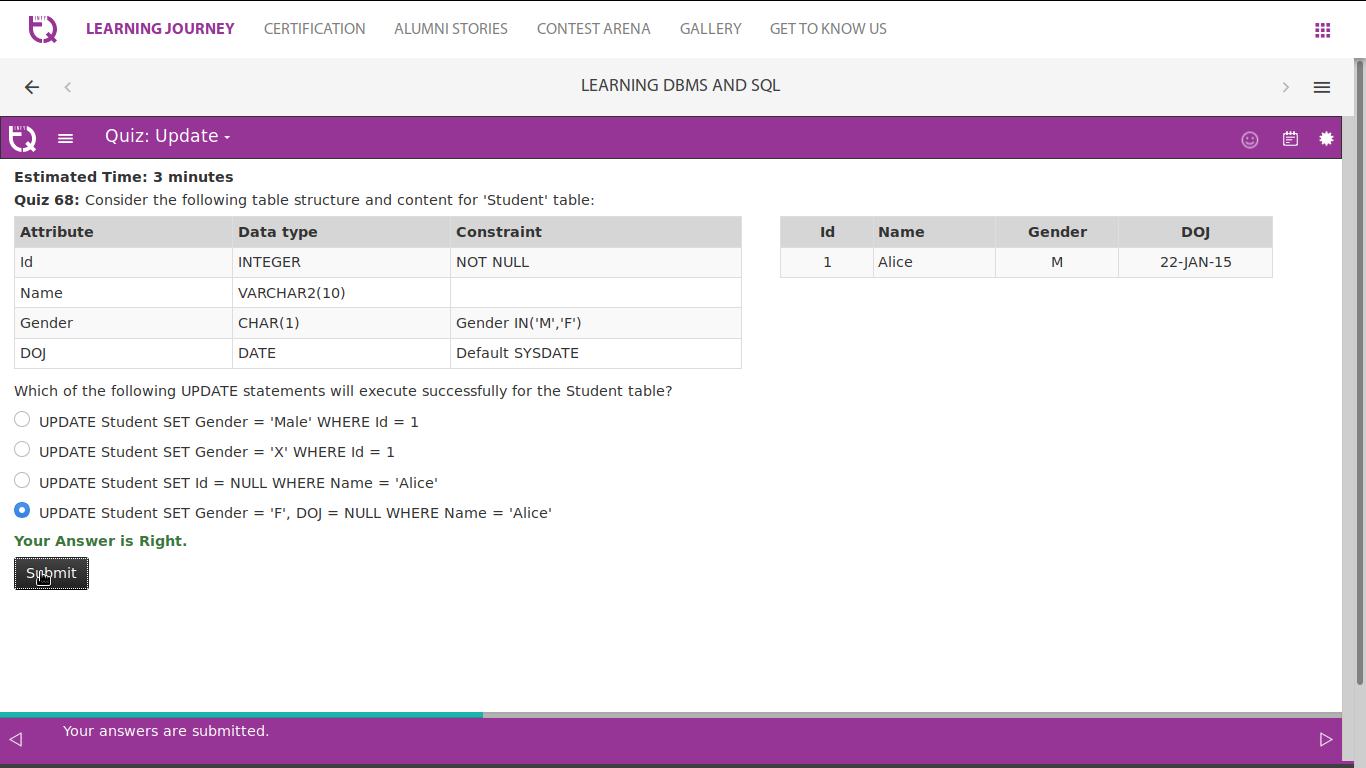 INFY
TQ
LEARNING JOURNEY CERTIFICATION ALUMNI STORIES CONTEST ARENA GALLERY GET TO KNOW US
LEARNING DBMS AND SQL
INFY
TQ
Quiz: Update
Estimated Time: 3 minutes
Quiz 68: Consider the following table structure and content for 'Student' table:
Attribute Data type Constraint
Id INTEGER NOT NULL
Name VARCHAR2(10)
Gender CHAR(1) Gender IN('M','F')
DOJ DATE Default SYSDATE
Id Name Gender DOJ
1 Alice M 22-JAN-15
Which of the following UPDATE statements will execute successfully for the Student table?
UPDATE Student SET Gender = 'Male' WHERE Id = 1
UPDATE Student SET Gender = 'X' WHERE Id = 1
UPDATE Student SET Id = NULL WHERE Name = 'Alice'
UPDATE Student SET Gender = 'F', DOJ = NULL WHERE Name = 'Alice'
Your Answer is Right.
Submit
Your answers are submitted.